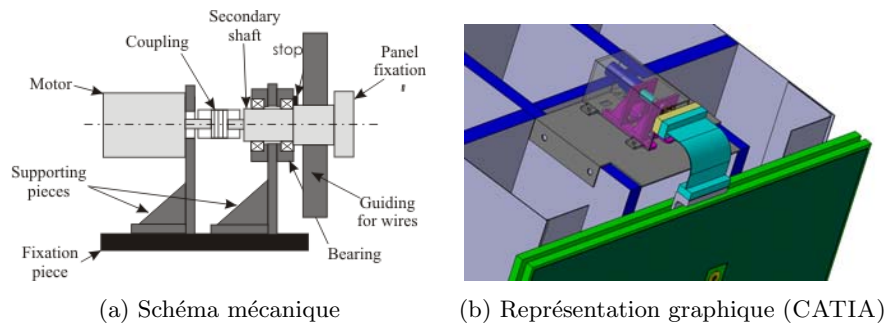 Secondary
shaft
stop
Coupling
Panel
fixation
Motor
Supporting
pieces
Guiding
for wires
Fixation
piece
Bearing
(a) Schéma mécanique
(b) Représentation graphique (CATIA)